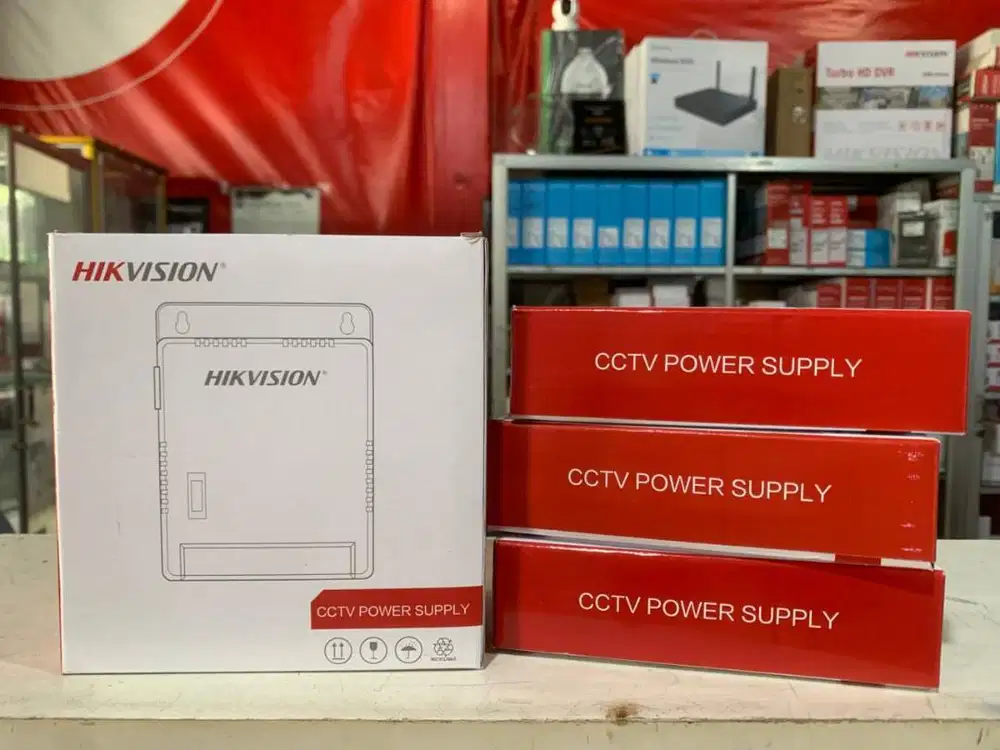 HIKVISION®
HIKVISION®
CCTV POWER SUPPLY
CCTV POWER SUPPLY
CCTV POWER SUPPLY
CCTV POWER SUPPLY
HIKVISION
Turbo HD DVR